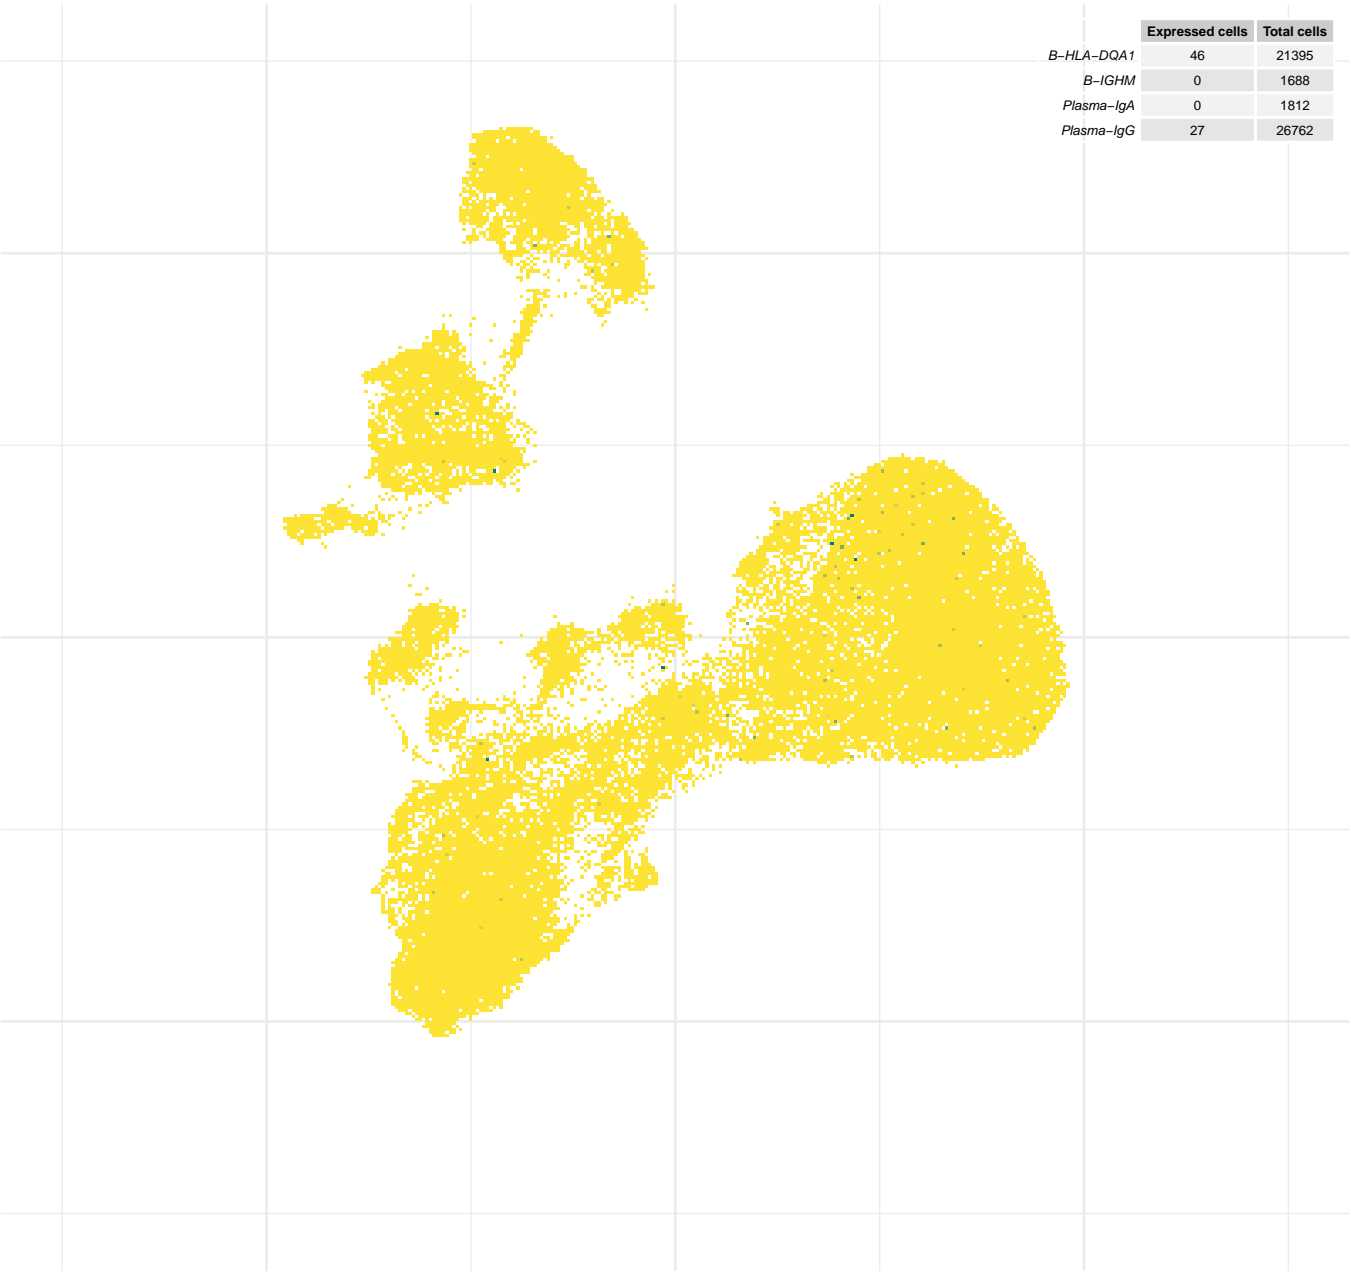 Expressed cells Total cells
B−HLA−DQA1 46 21395
B−IGHM 0 1688
Plasma−IgA 0 1812
Plasma−IgG 27 26762